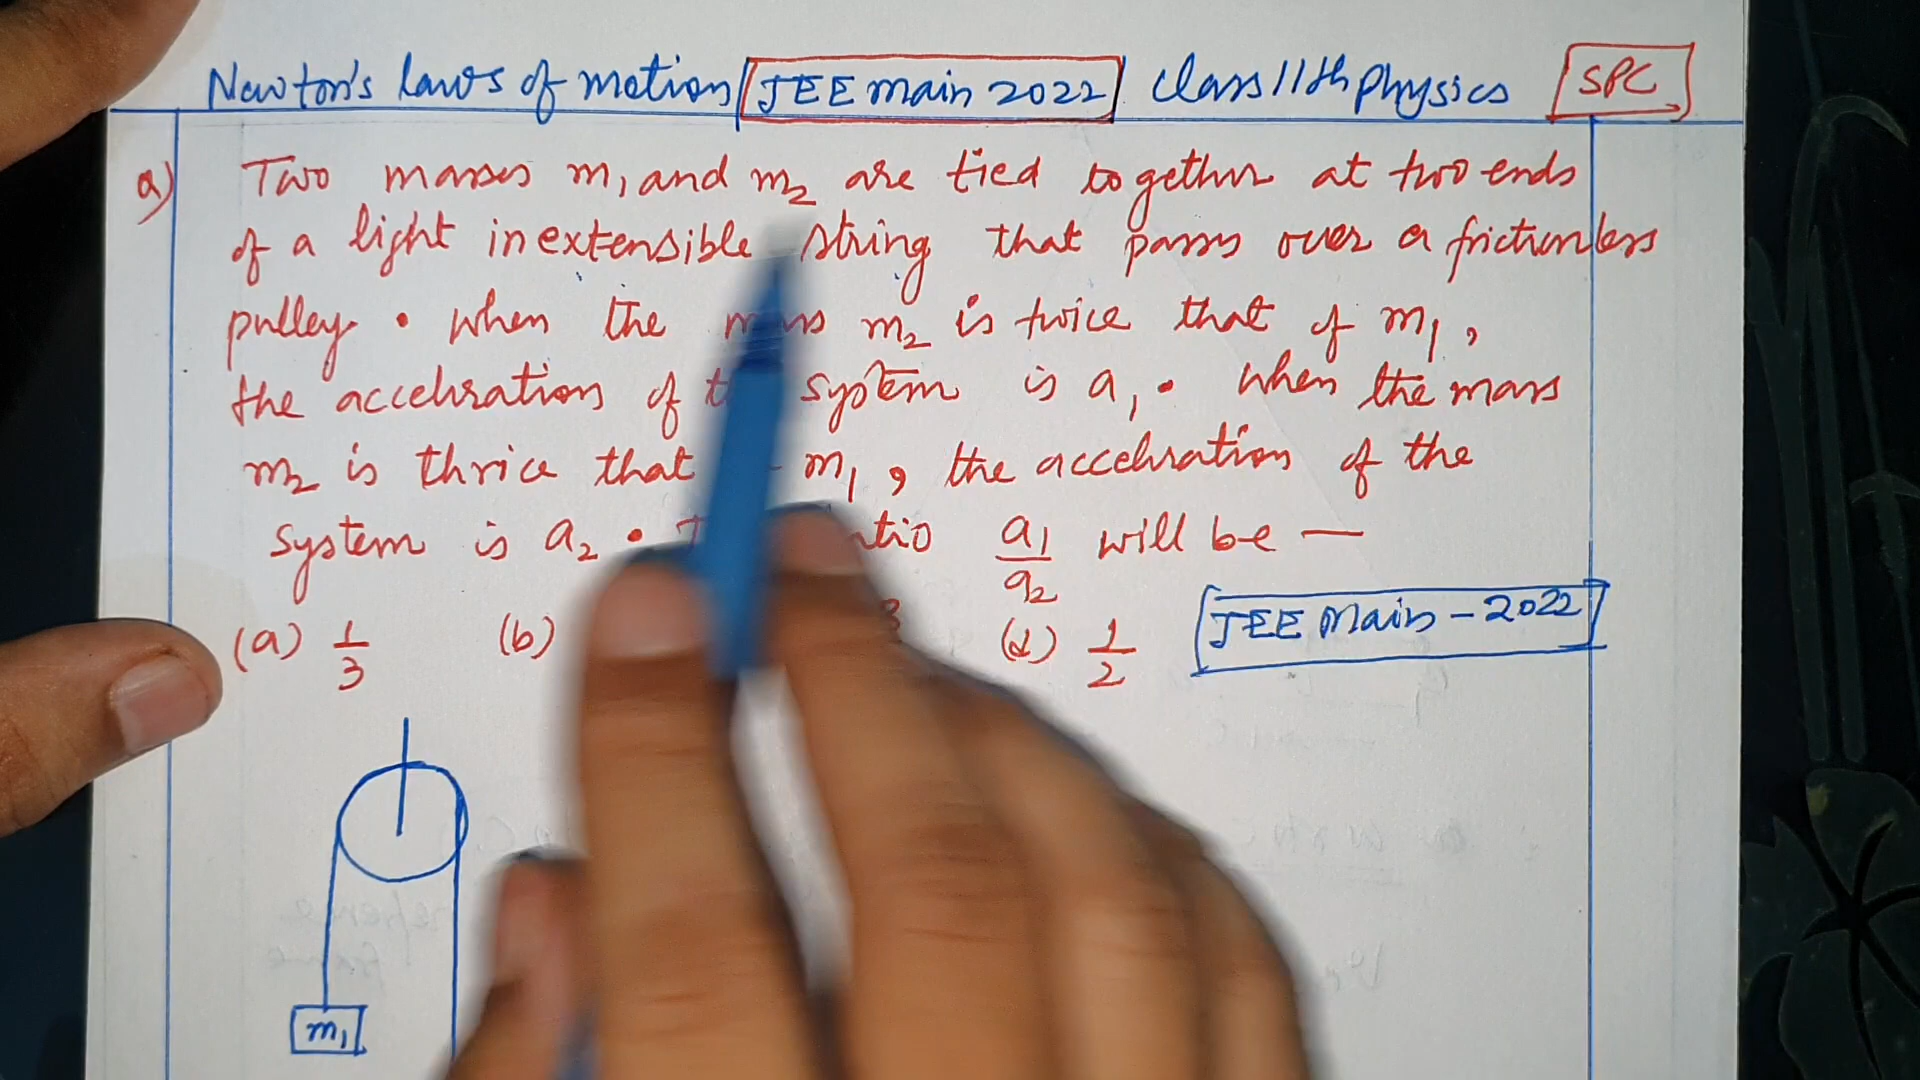 Newton's laws of motion JEE main 2022 class 11th physics SPC
a) Two masses m₁ and m₂ are tied together at two ends
of a light inextensible string that passes over a frictionless
pulley. when the mass m₂ is twice that of m₁,
the acceleration of the system is a₁. when the mass
m₂ is thrice that m₁, the acceleration of the
system is a₂. ratio a₁/a₂ will be —
(a) 1/3 (b) (d) 1/2 JEE Main - 2022
m₁